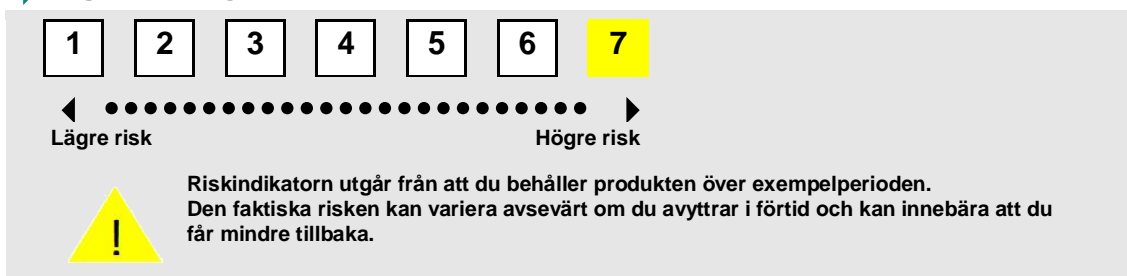 1 2 3 4 5 6 7
Lägre risk Högre risk
!
Riskindikatorn utgår från att du behåller produkten över exempelperioden.
Den faktiska risken kan variera avsevärt om du avyttrar i förtid och kan innebära att du
får mindre tillbaka.